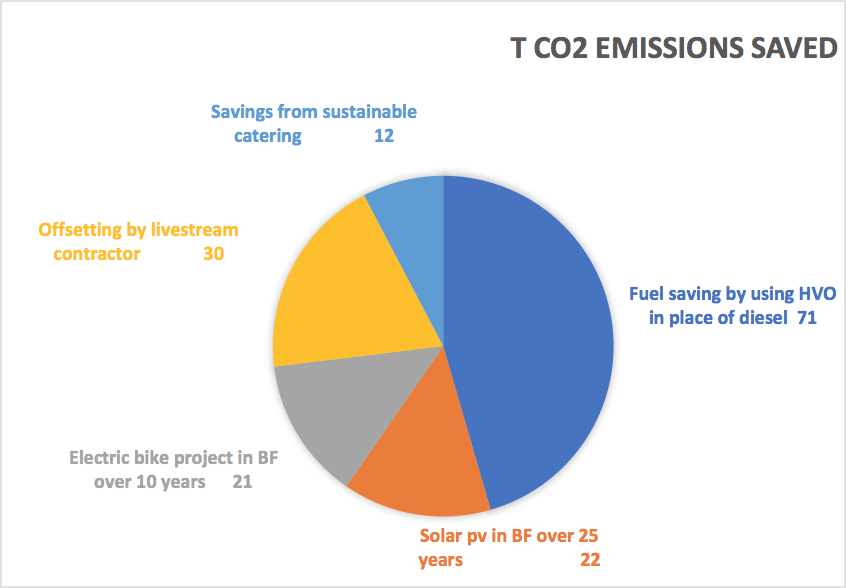 T CO2 EMISSIONS SAVED
Savings from sustainable
catering 12
Offsetting by livestream
contractor 30
Fuel saving by using HVO
in place of diesel 71
Electric bike project in BF
over 10 years 21
Solar pv in BF over 25
years 22